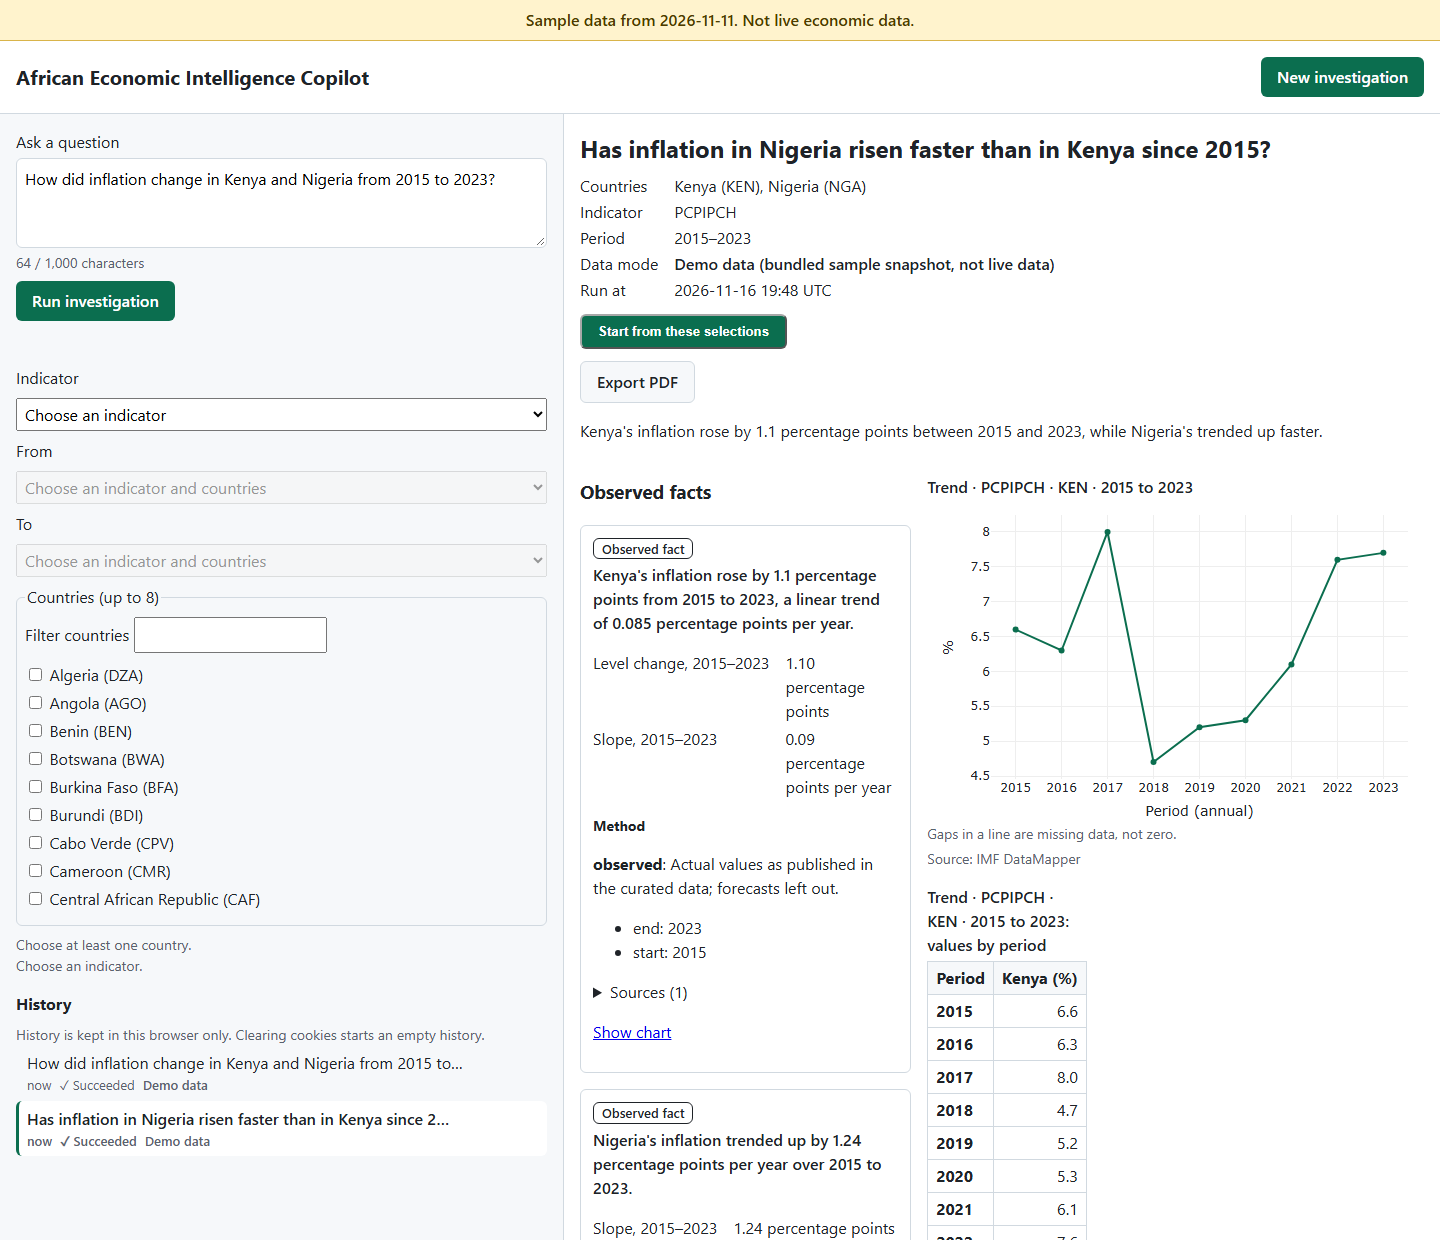 Sample data from 2026-11-11. Not live economic data.
African Economic Intelligence Copilot
New investigation
Ask a question
How did inflation change in Kenya and Nigeria from 2015 to 2023?
64 / 1,000 characters
Run investigation
Indicator
Choose an indicator
From
Choose an indicator and countries
To
Choose an indicator and countries
Countries (up to 8)
Filter countries
Algeria (DZA)
Angola (AGO)
Benin (BEN)
Botswana (BWA)
Burkina Faso (BFA)
Burundi (BDI)
Cabo Verde (CPV)
Cameroon (CMR)
Central African Republic (CAF)
Choose at least one country.
Choose an indicator.
History
History is kept in this browser only. Clearing cookies starts an empty history.
How did inflation change in Kenya and Nigeria from 2015 to...
now ✓ Succeeded Demo data
Has inflation in Nigeria risen faster than in Kenya since 2...
now ✓ Succeeded Demo data
Has inflation in Nigeria risen faster than in Kenya since 2015?
Countries Kenya (KEN), Nigeria (NGA)
Indicator PCPIPCH
Period 2015–2023
Data mode Demo data (bundled sample snapshot, not live data)
Run at 2026-11-16 19:48 UTC
Start from these selections
Export PDF
Kenya's inflation rose by 1.1 percentage points between 2015 and 2023, while Nigeria's trended up faster.
Observed facts
Observed fact
Kenya's inflation rose by 1.1 percentage
points from 2015 to 2023, a linear trend
of 0.085 percentage points per year.
Level change, 2015–2023 1.10
percentage
points
Slope, 2015–2023 0.09
percentage
points per year
Method
observed: Actual values as published in
the curated data; forecasts left out.
• end: 2023
• start: 2015
▶ Sources (1)
Show chart
Observed fact
Nigeria's inflation trended up by 1.24
percentage points per year over 2015 to
2023.
Slope, 2015–2023 1.24 percentage points
Trend · PCPIPCH · KEN · 2015 to 2023
8
7.5
7
6.5
6
5.5
5
4.5
%
2015 2016 2017 2018 2019 2020 2021 2022 2023
Period (annual)
Gaps in a line are missing data, not zero.
Source: IMF DataMapper
Trend · PCPIPCH ·
KEN · 2015 to 2023:
values by period
Period Kenya (%)
2015 6.6
2016 6.3
2017 8.0
2018 4.7
2019 5.2
2020 5.3
2021 6.1